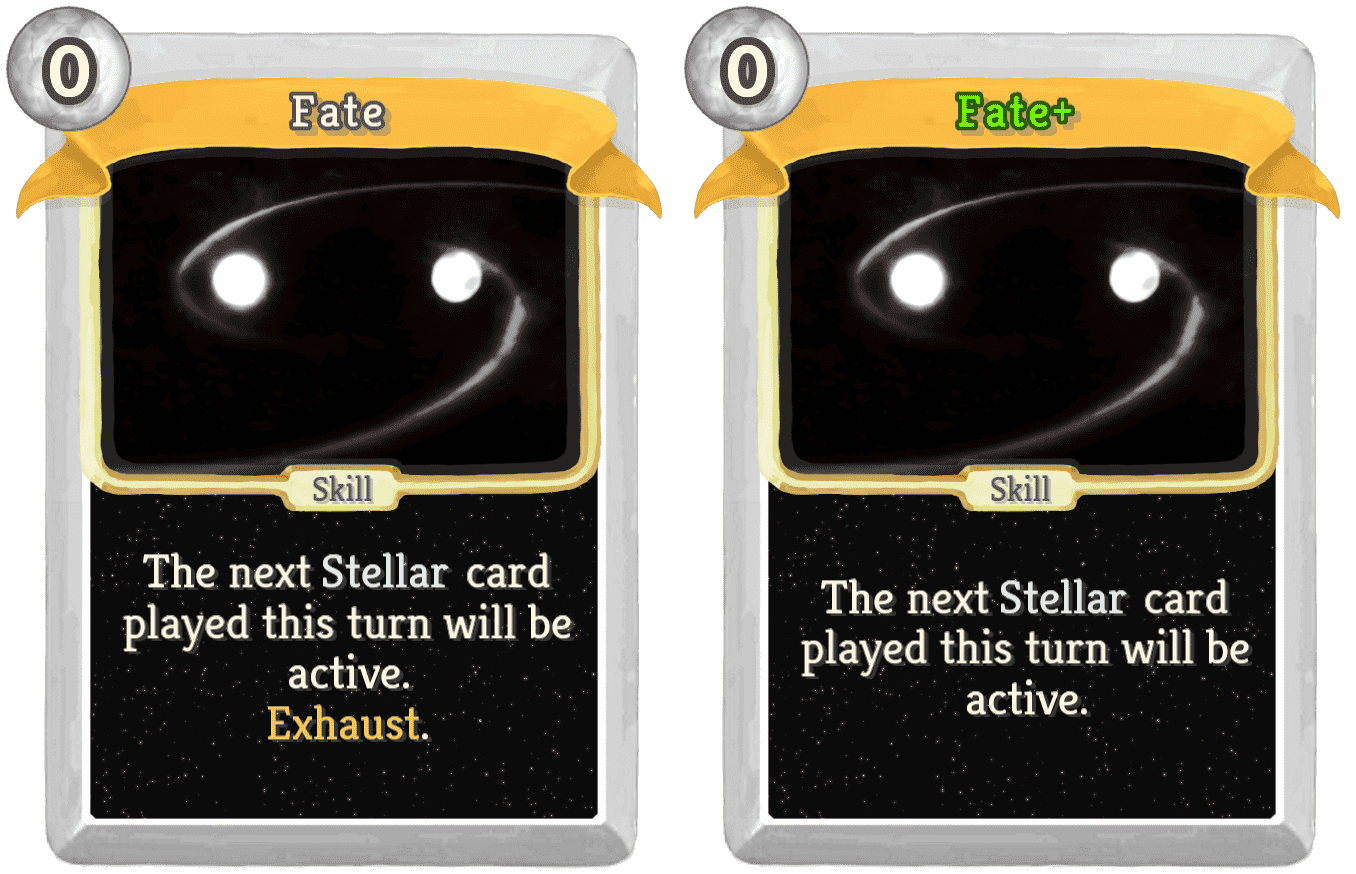 0
Fate
Skill
The next Stellar card
played this turn will be
active.
Exhaust.
0
Fate+
Skill
The next Stellar card
played this turn will be
active.